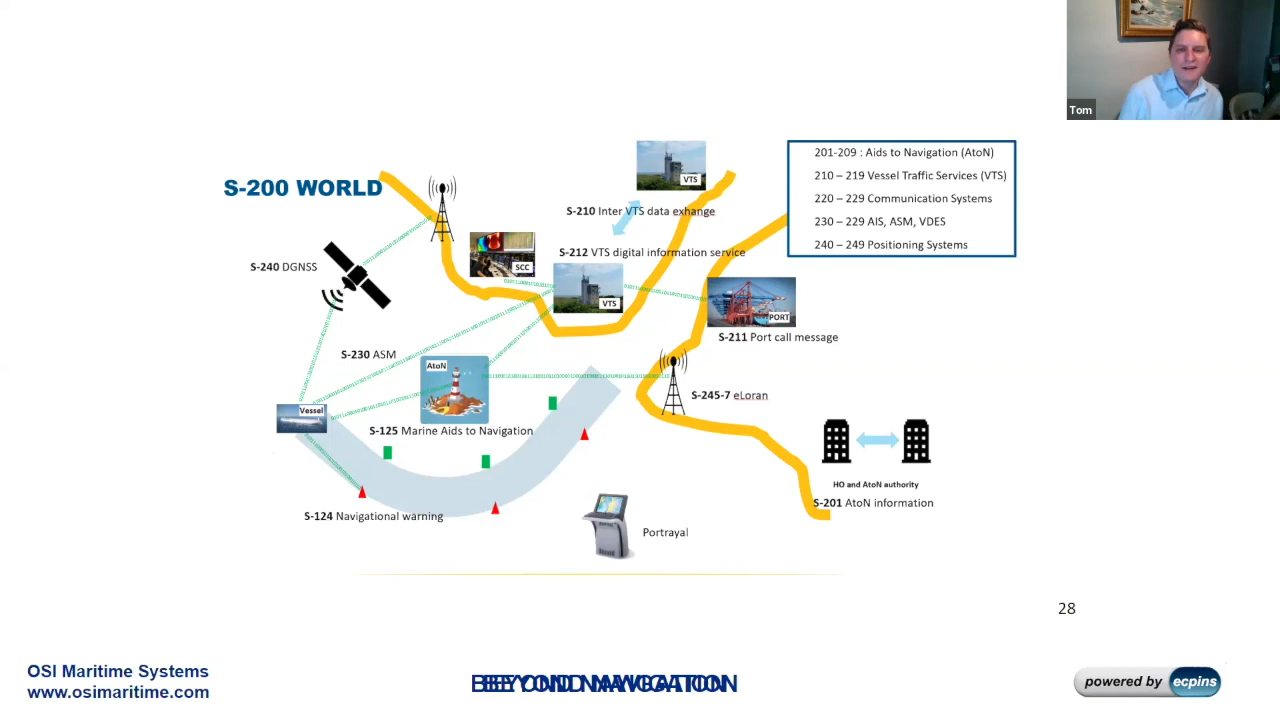 Tom
S-200 WORLD
VTS
201-209 : Aids to Navigation (AtoN)
210 – 219 Vessel Traffic Services (VTS)
220 – 229 Communication Systems
230 – 229 AIS, ASM, VDES
240 – 249 Positioning Systems
S-210 Inter VTS data exhange
S-212 VTS digital information service
S-240 DGNSS
SCC
VTS
PORT
S-211 Port call message
S-230 ASM
AtoN
S-245-7 eLoran
Vessel
S-125 Marine Aids to Navigation
HO and AtoN authority
S-201 AtoN information
S-124 Navigational warning
Portrayal
28
OSI Maritime Systems
www.osimaritime.com
BEYOND NAVIGATION
powered by ecpins